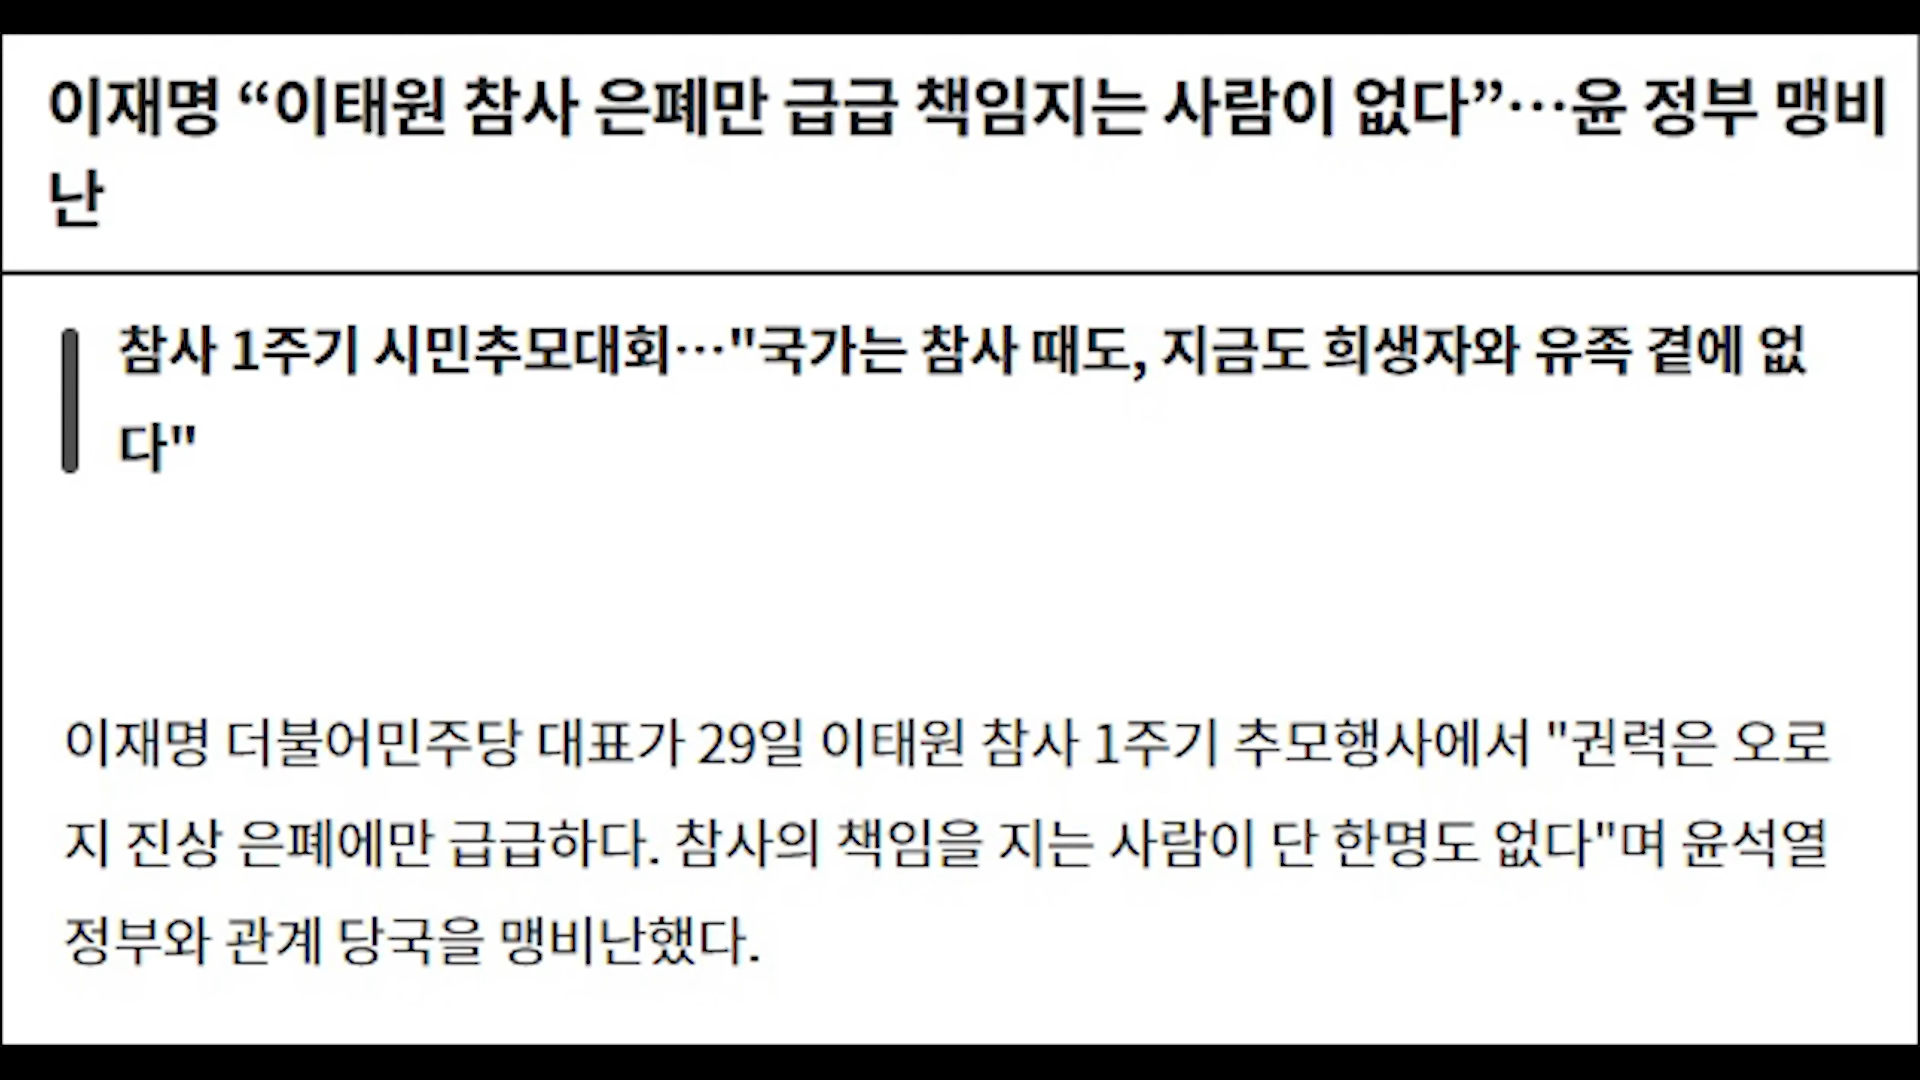 이재명 “이태원 참사 은폐만 급급 책임지는 사람이 없다”…윤 정부 맹비
난
참사 1주기 시민추모대회…"국가는 참사 때도, 지금도 희생자와 유족 곁에 없
다"
이재명 더불어민주당 대표가 29일 이태원 참사 1주기 추모행사에서 "권력은 오로
지 진상 은폐에만 급급하다. 참사의 책임을 지는 사람이 단 한명도 없다"며 윤석열
정부와 관계 당국을 맹비난했다.